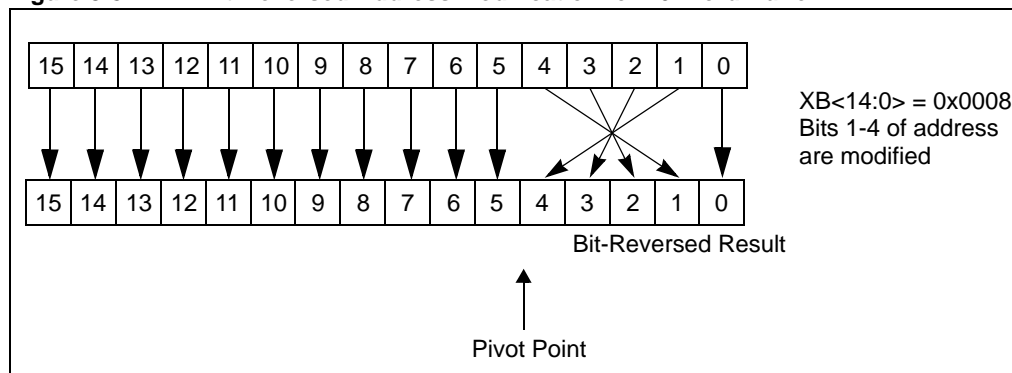 15 14 13 12 11 10 9 8 7 6 5 4 3 2 1 0
XB<14:0> = 0x0008
Bits 1-4 of address
are modified
15 14 13 12 11 10 9 8 7 6 5 4 3 2 1 0
Bit-Reversed Result
Pivot Point